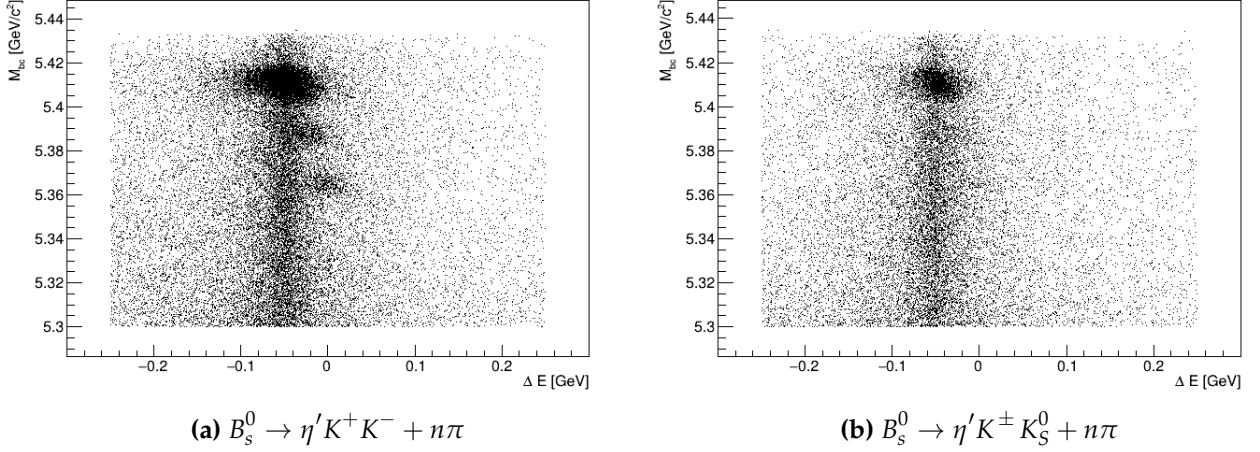 M_bc [GeV/c²]
5.44
5.42
5.4
5.38
5.36
5.34
5.32
5.3
−0.2 −0.1 0 0.1 0.2
Δ E [GeV]
(a) B_s^0 → η′K^+K^− + nπ
M_bc [GeV/c²]
5.44
5.42
5.4
5.38
5.36
5.34
5.32
5.3
−0.2 −0.1 0 0.1 0.2
Δ E [GeV]
(b) B_s^0 → η′K^± K_S^0 + nπ